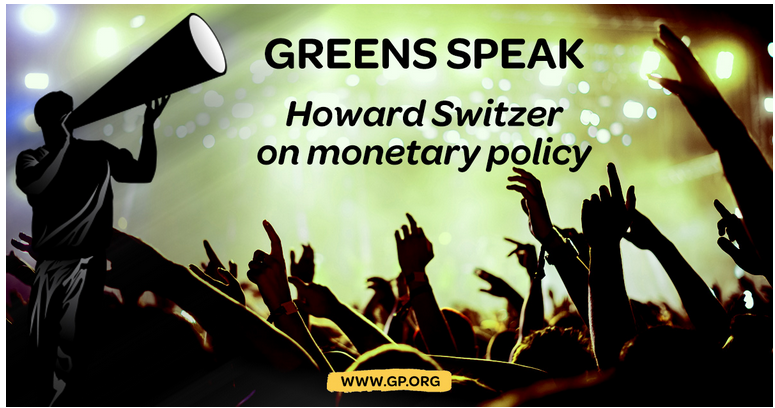 GREENS SPEAK
Howard Switzer
on monetary policy
WWW.GP.ORG